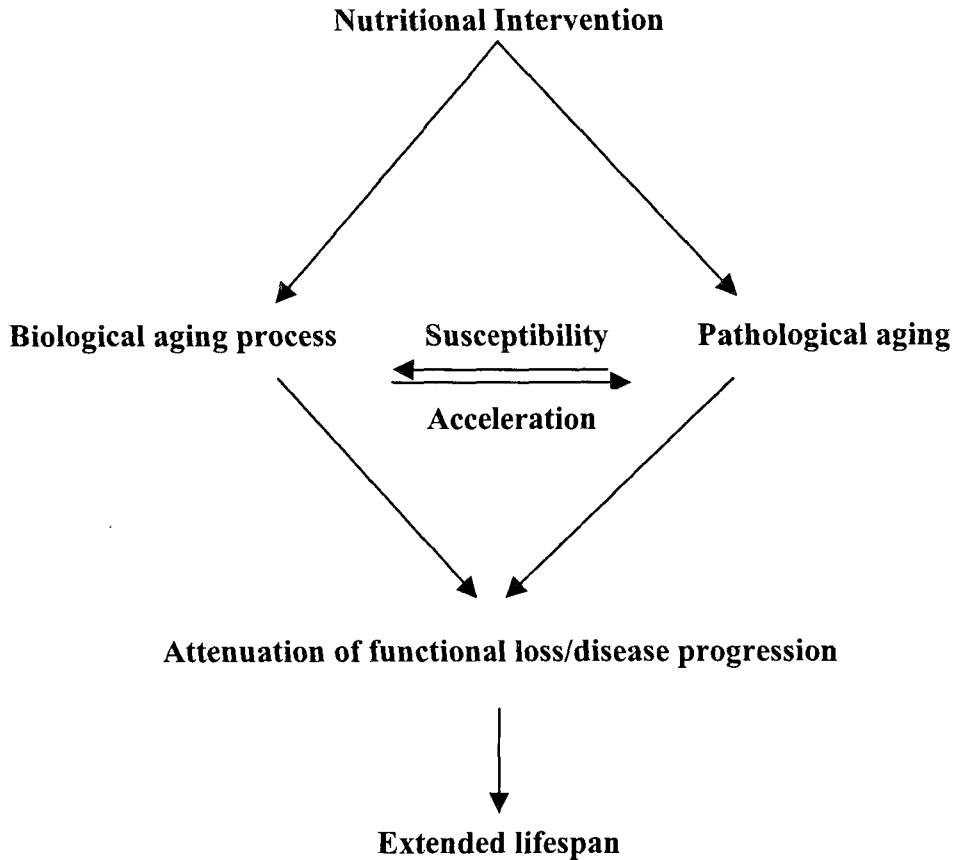 Nutritional Intervention
Biological aging process
Susceptibility
Pathological aging
Acceleration
Attenuation of functional loss/disease progression
Extended lifespan